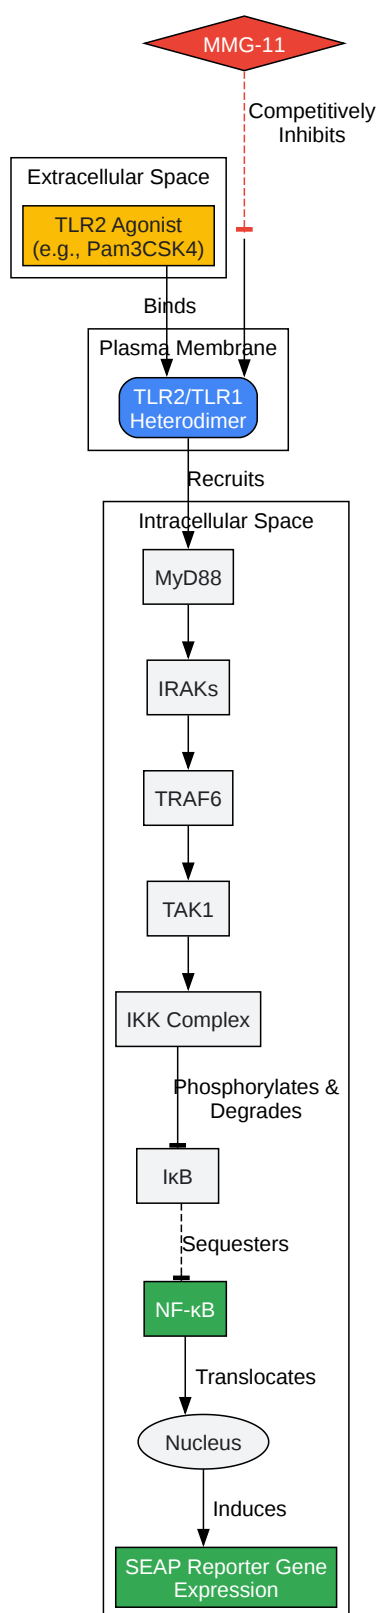 MMG-11
Competitively
Inhibits
Extracellular Space
TLR2 Agonist
(e.g., Pam3CSK4)
Binds
Plasma Membrane
TLR2/TLR1
Heterodimer
Recruits
Intracellular Space
MyD88
IRAKs
TRAF6
TAK1
IKK Complex
Phosphorylates &
Degrades
IκB
Sequesters
NF-κB
Translocates
Nucleus
Induces
SEAP Reporter Gene
Expression